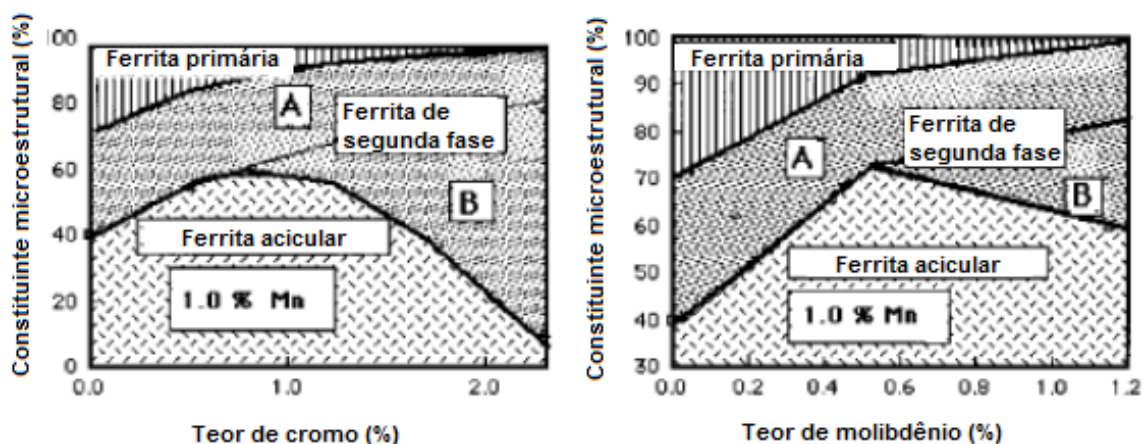 Constituinte microestrutural (%)
100
80
60
40
20
0
Ferrita primária
A
Ferrita de
segunda fase
B
Ferrita acicular
1.0 % Mn
0.0
1.0
2.0
Teor de cromo (%)
Constituinte microestrutural (%)
100
90
80
70
60
50
40
30
Ferrita primária
A
Ferrita de
segunda fase
B
Ferrita acicular
1.0 % Mn
0.0
0.2
0.4
0.6
0.8
1.0
1.2
Teor de molibdênio (%)